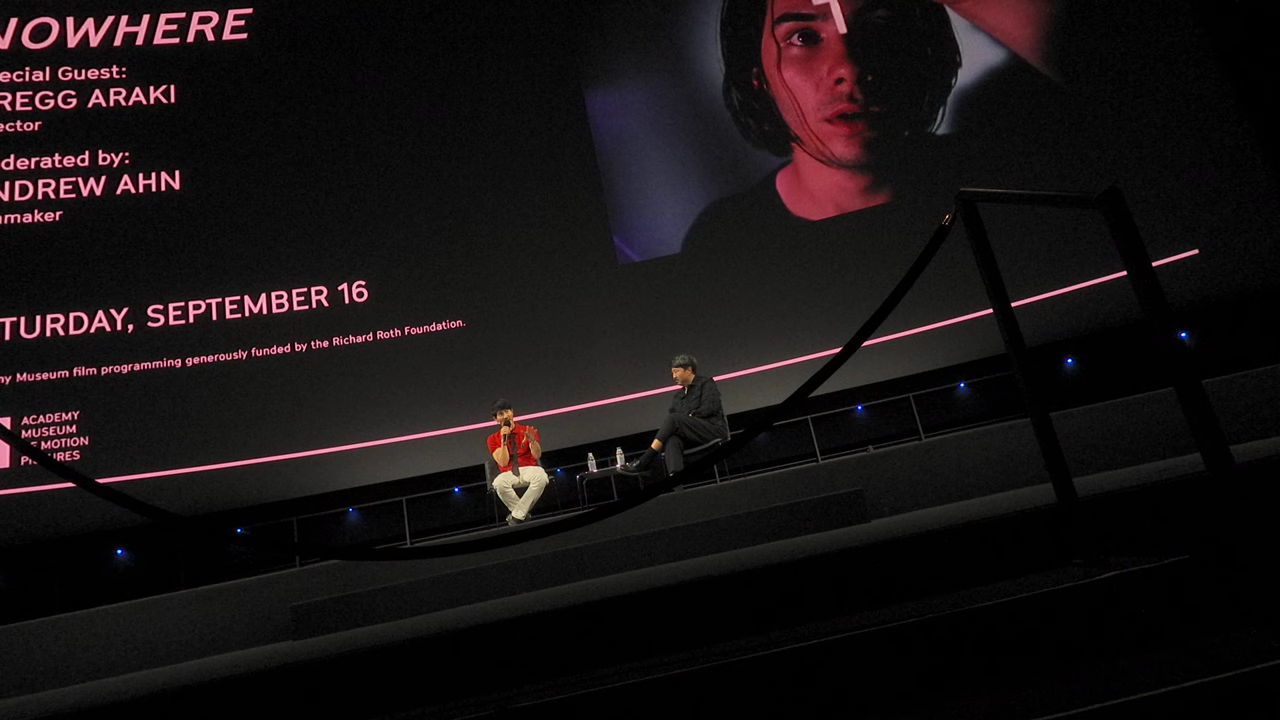 NOWHERE
ecial Guest:
REGG ARAKI
ector
derated by:
NDREW AHN
maker
TURDAY, SEPTEMBER 16
my Museum film programming generously funded by the Richard Roth Foundation.
ACADEMY
MUSEUM
MOTION
PICTURES